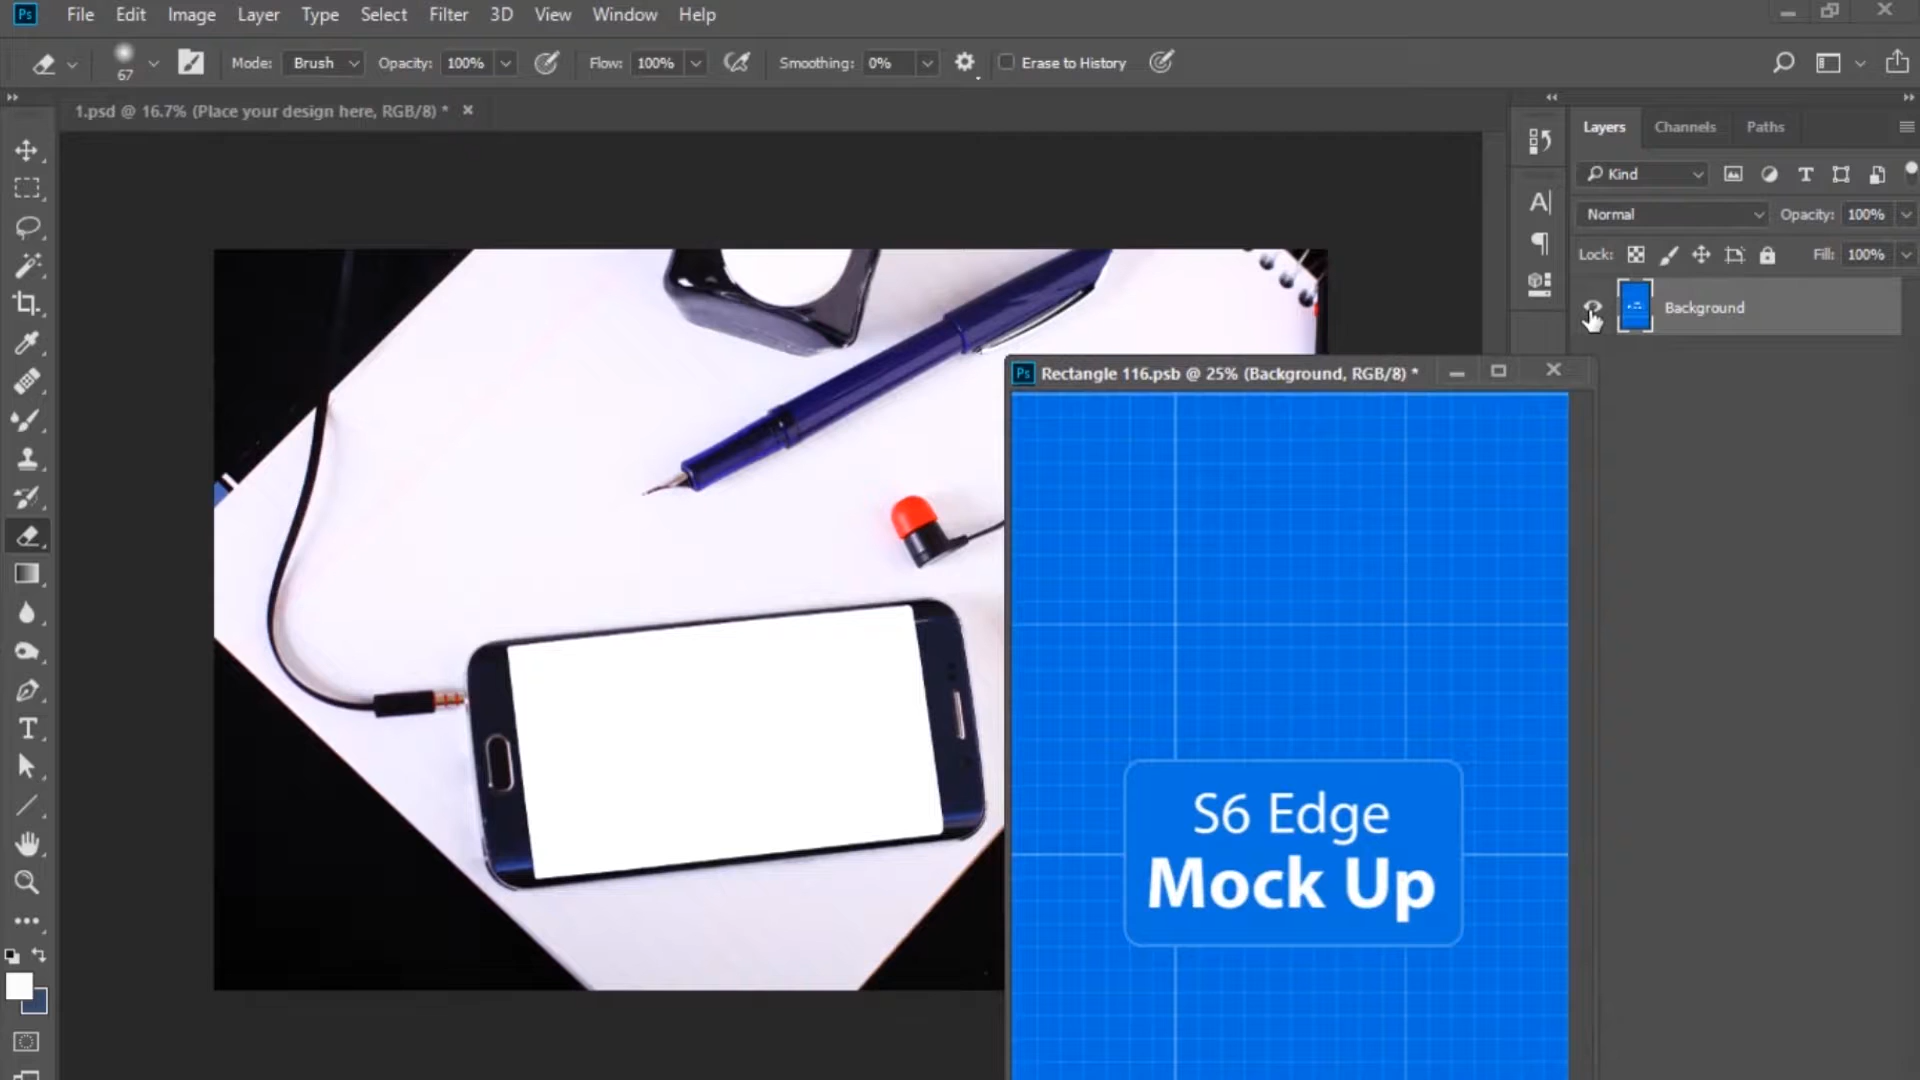 Ps File Edit Image Layer Type Select Filter 3D View Window Help
67 Mode: Brush Opacity: 100% Flow: 100% Smoothing: 0% Erase to History
1.psd @ 16.7% (Place your design here, RGB/8) *
Layers Channels Paths
Kind
Normal Opacity: 100%
Lock: Fill: 100%
Background
Ps Rectangle 116.psb @ 25% (Background, RGB/8) *
S6 Edge
Mock Up